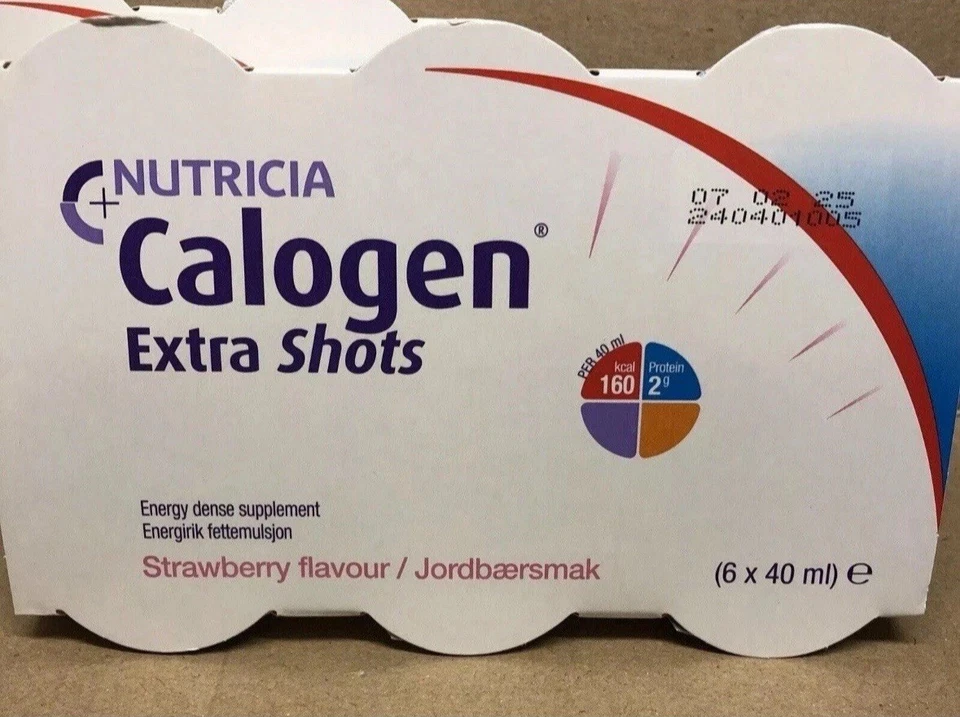 NUTRICIA
Calogen®
Extra Shots
07 02 25
240401005
PER 40 ml
kcal
160
Protein
2g
Energy dense supplement
Energirik fettemulsjon
Strawberry flavour / Jordbærsmak
(6 x 40 ml) ℮